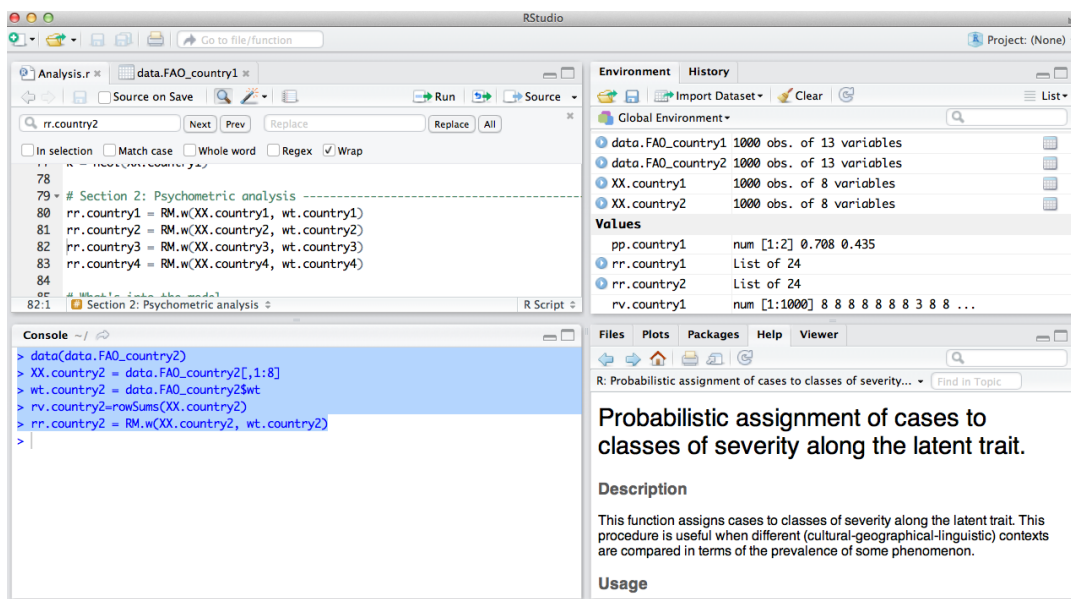 RStudio
Go to file/function
Project: (None)
Analysis.r
data.FAO_country1
Source on Save
Run
Source
rr.country2
Next
Prev
Replace
Replace
All
In selection
Match case
Whole word
Regex
Wrap
78
79 # Section 2: Psychometric analysis ---------------------------------------
80 rr.country1 = RM.w(XX.country1, wt.country1)
81 rr.country2 = RM.w(XX.country2, wt.country2)
82 rr.country3 = RM.w(XX.country3, wt.country3)
83 rr.country4 = RM.w(XX.country4, wt.country4)
84
82:1
Section 2: Psychometric analysis
R Script
Console ~/
> data(data.FAO_country2)
> XX.country2 = data.FAO_country2[,1:8]
> wt.country2 = data.FAO_country2$wt
> rv.country2=rowSums(XX.country2)
> rr.country2 = RM.w(XX.country2, wt.country2)
>
Environment
History
Import Dataset
Clear
List
Global Environment
data.FAO_country1 1000 obs. of 13 variables
data.FAO_country2 1000 obs. of 13 variables
XX.country1 1000 obs. of 8 variables
XX.country2 1000 obs. of 8 variables
Values
pp.country1 num [1:2] 0.708 0.435
rr.country1 List of 24
rr.country2 List of 24
rv.country1 num [1:1000] 8 8 8 8 8 8 8 3 8 8 ...
Files
Plots
Packages
Help
Viewer
R: Probabilistic assignment of cases to classes of severity...
Find in Topic
Probabilistic assignment of cases to
classes of severity along the latent trait.
Description
This function assigns cases to classes of severity along the latent trait. This
procedure is useful when different (cultural-geographical-linguistic) contexts
are compared in terms of the prevalence of some phenomenon.
Usage